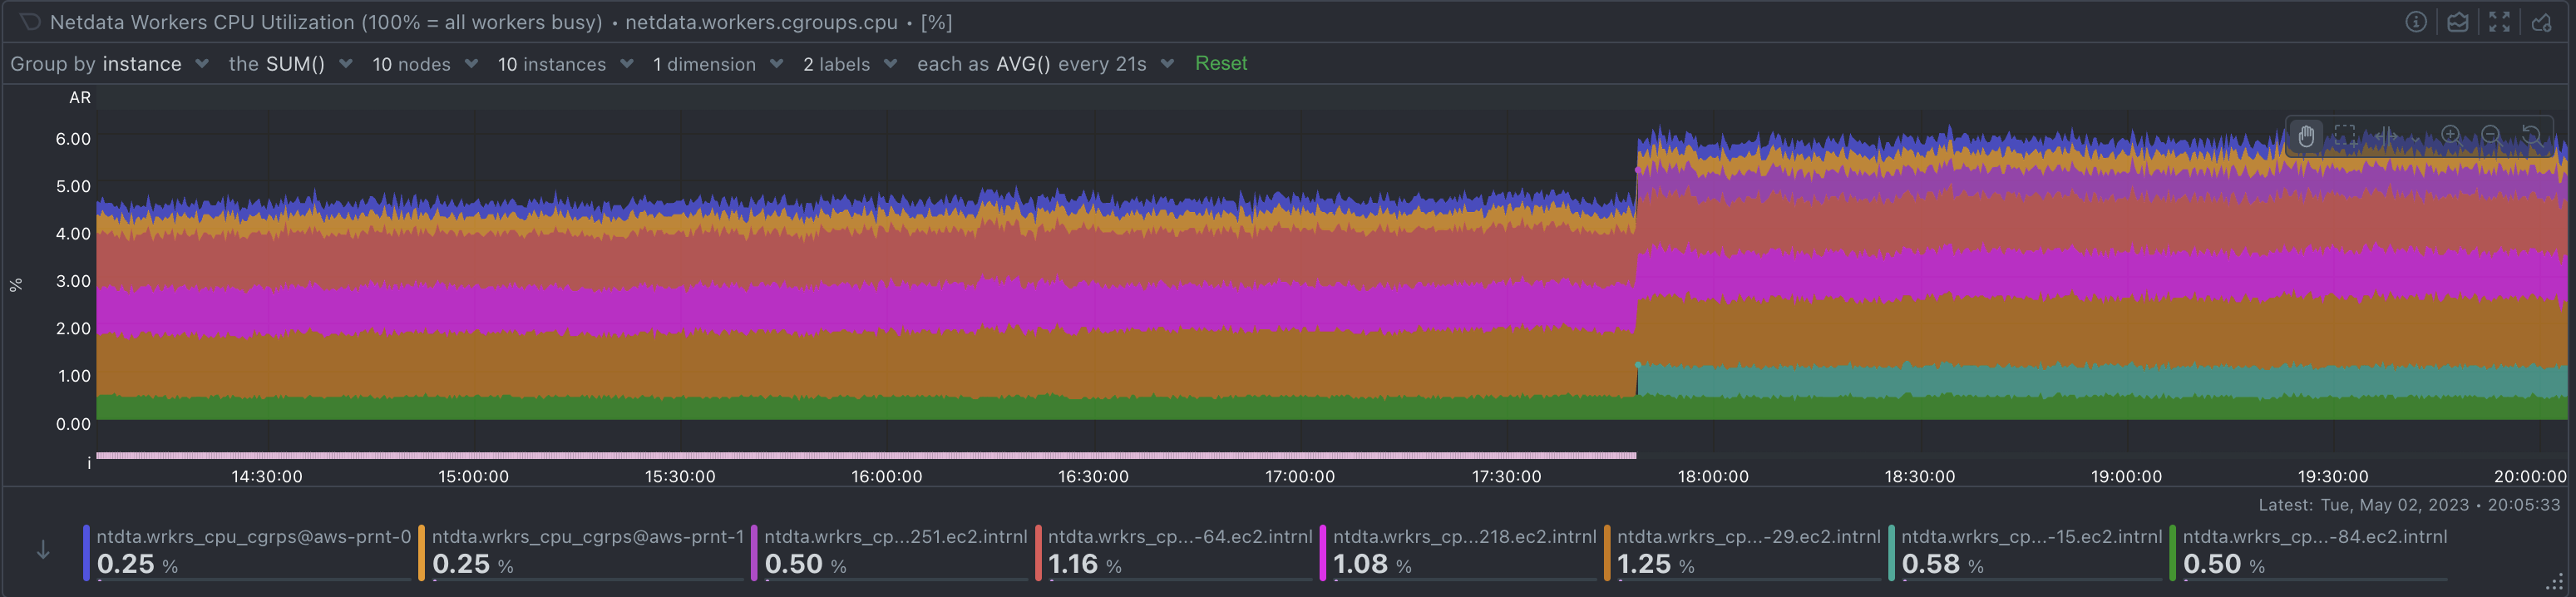 Netdata Workers CPU Utilization (100% = all workers busy) • netdata.workers.cgroups.cpu • [%]
Group by instance the SUM() 10 nodes 10 instances 1 dimension 2 labels each as AVG() every 21s Reset
AR
6.00
5.00
4.00
3.00
%
2.00
1.00
0.00
i
14:30:00 15:00:00 15:30:00 16:00:00 16:30:00 17:00:00 17:30:00 18:00:00 18:30:00 19:00:00 19:30:00 20:00:00
Latest: Tue, May 02, 2023 • 20:05:33
ntdta.wrkrs_cpu_cgrps@aws-prnt-0 ntdta.wrkrs_cpu_cgrps@aws-prnt-1 ntdta.wrkrs_cp...251.ec2.intrnl ntdta.wrkrs_cp...-64.ec2.intrnl ntdta.wrkrs_cp...218.ec2.intrnl ntdta.wrkrs_cp...-29.ec2.intrnl ntdta.wrkrs_cp...-15.ec2.intrnl ntdta.wrkrs_cp...-84.ec2.intrnl
0.25 % 0.25 % 0.50 % 1.16 % 1.08 % 1.25 % 0.58 % 0.50 %